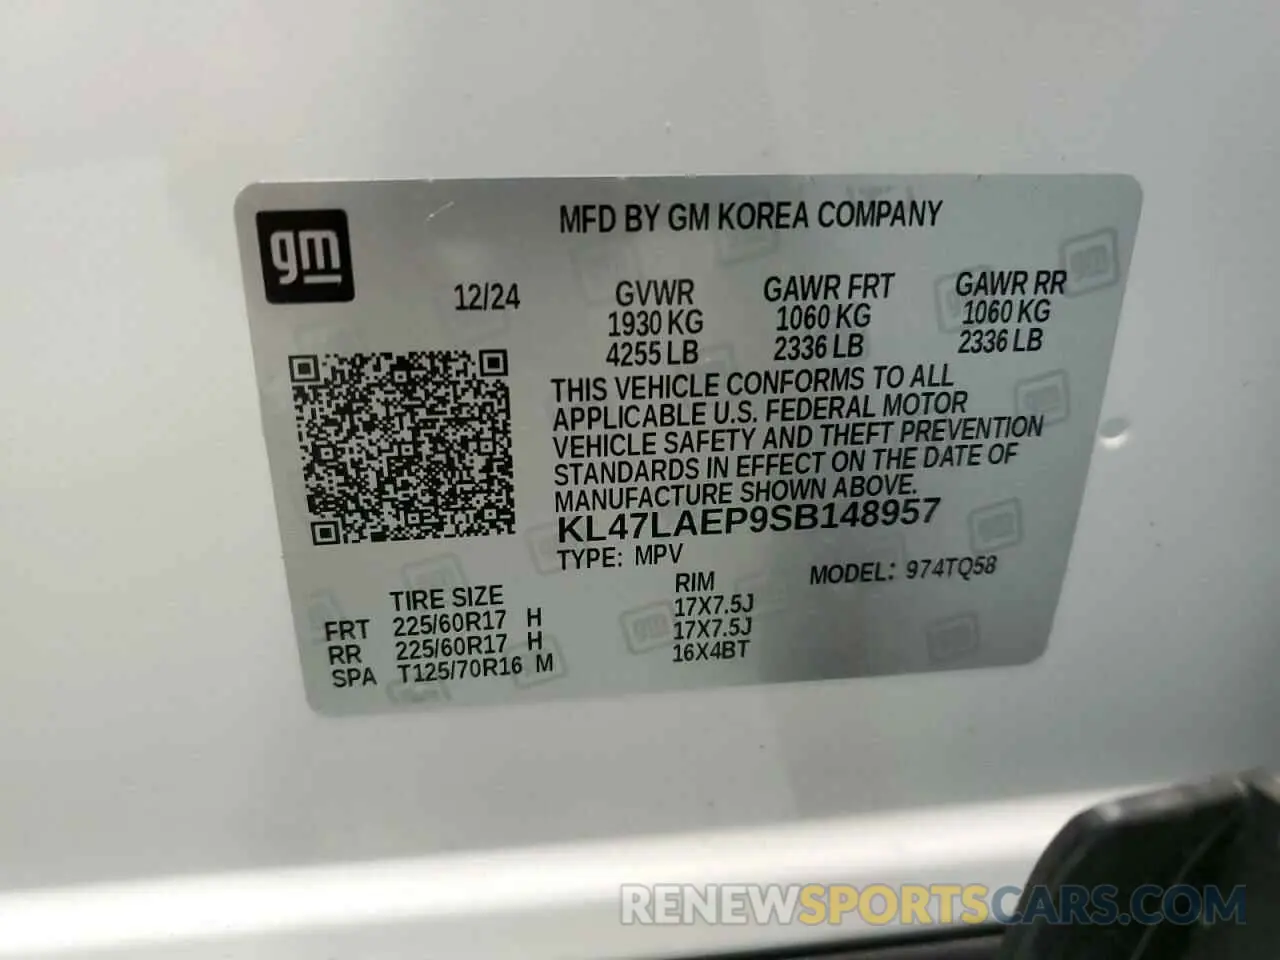 gm
MFD BY GM KOREA COMPANY
12/24
GVWR GAWR FRT GAWR RR
1930 KG 1060 KG 1060 KG
4255 LB 2336 LB 2336 LB
THIS VEHICLE CONFORMS TO ALL
APPLICABLE U.S. FEDERAL MOTOR
VEHICLE SAFETY AND THEFT PREVENTION
STANDARDS IN EFFECT ON THE DATE OF
MANUFACTURE SHOWN ABOVE.
KL47LAEP9SB148957
TYPE: MPV MODEL: 974TQ58
TIRE SIZE RIM
FRT 225/60R17 H 17X7.5J
RR 225/60R17 H 17X7.5J
SPA T125/70R16 M 16X4BT
RENEWSPORTSCARS.COM